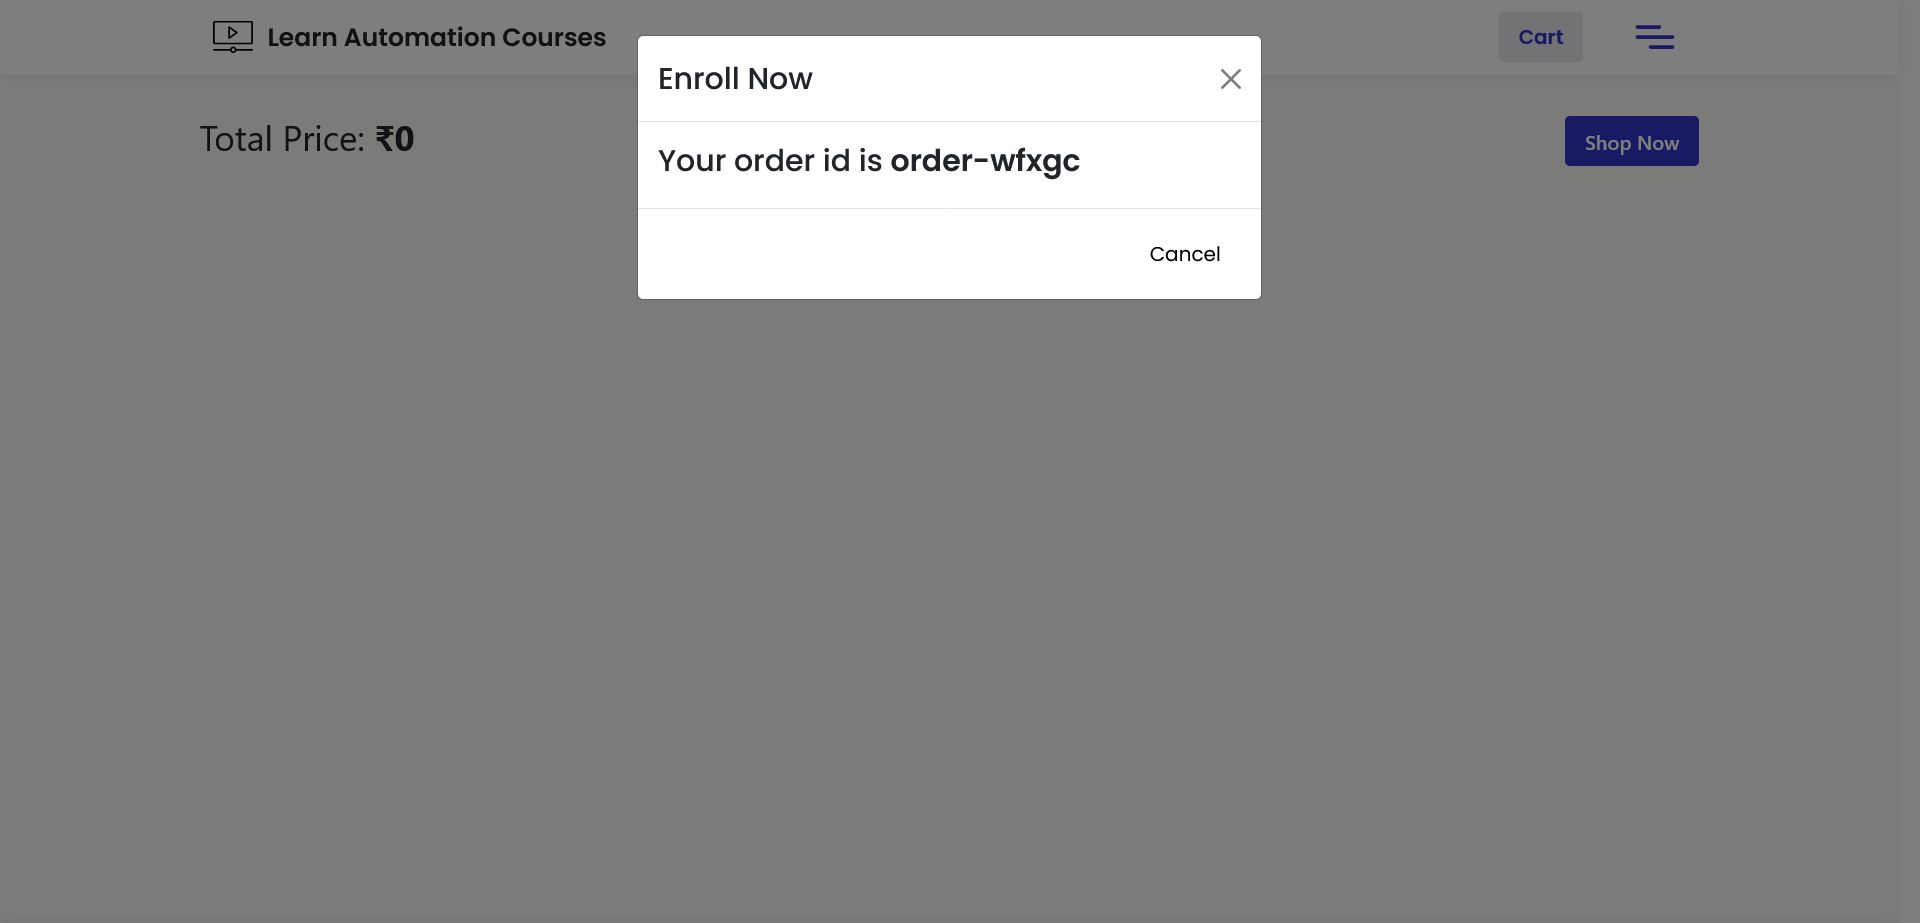 Learn Automation Courses
Cart
Enroll Now
Total Price: ₹0
Shop Now
Your order id is order-wfxgc
Cancel